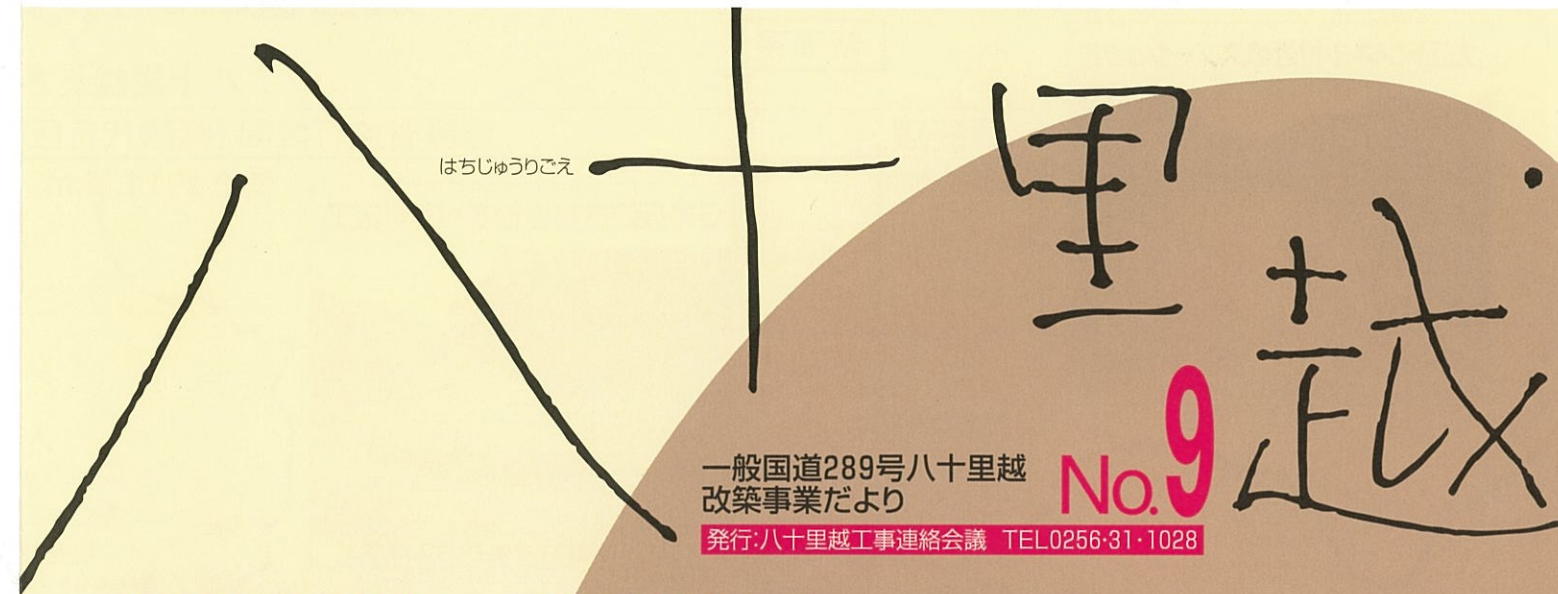 八十里越
はちじゅうりごえ
一般国道289号八十里越
改築事業だより
No.9
発行:八十里越工事連絡会議 TEL0256・31・1028